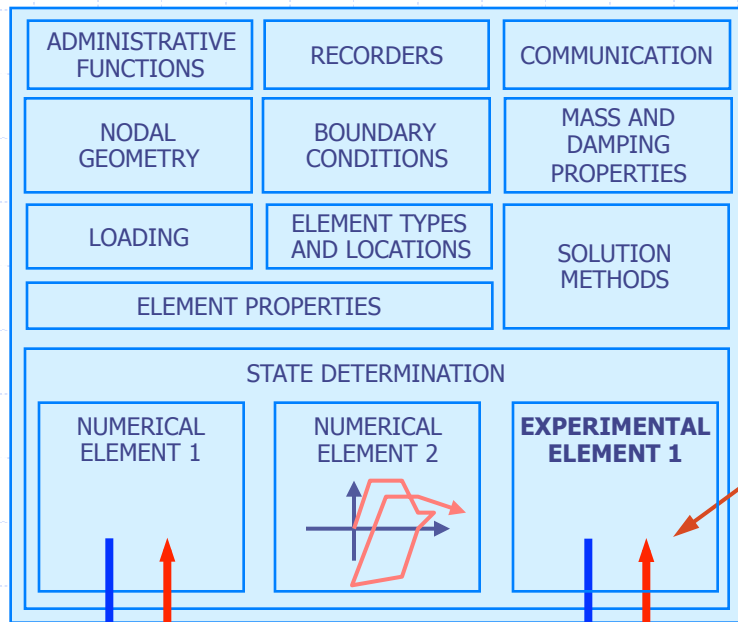 ADMINISTRATIVE
FUNCTIONS
RECORDERS
COMMUNICATION
NODAL
GEOMETRY
BOUNDARY
CONDITIONS
MASS AND
DAMPING
PROPERTIES
LOADING
ELEMENT TYPES
AND LOCATIONS
SOLUTION
METHODS
ELEMENT PROPERTIES
STATE DETERMINATION
NUMERICAL
ELEMENT 1
NUMERICAL
ELEMENT 2
EXPERIMENTAL
ELEMENT 1